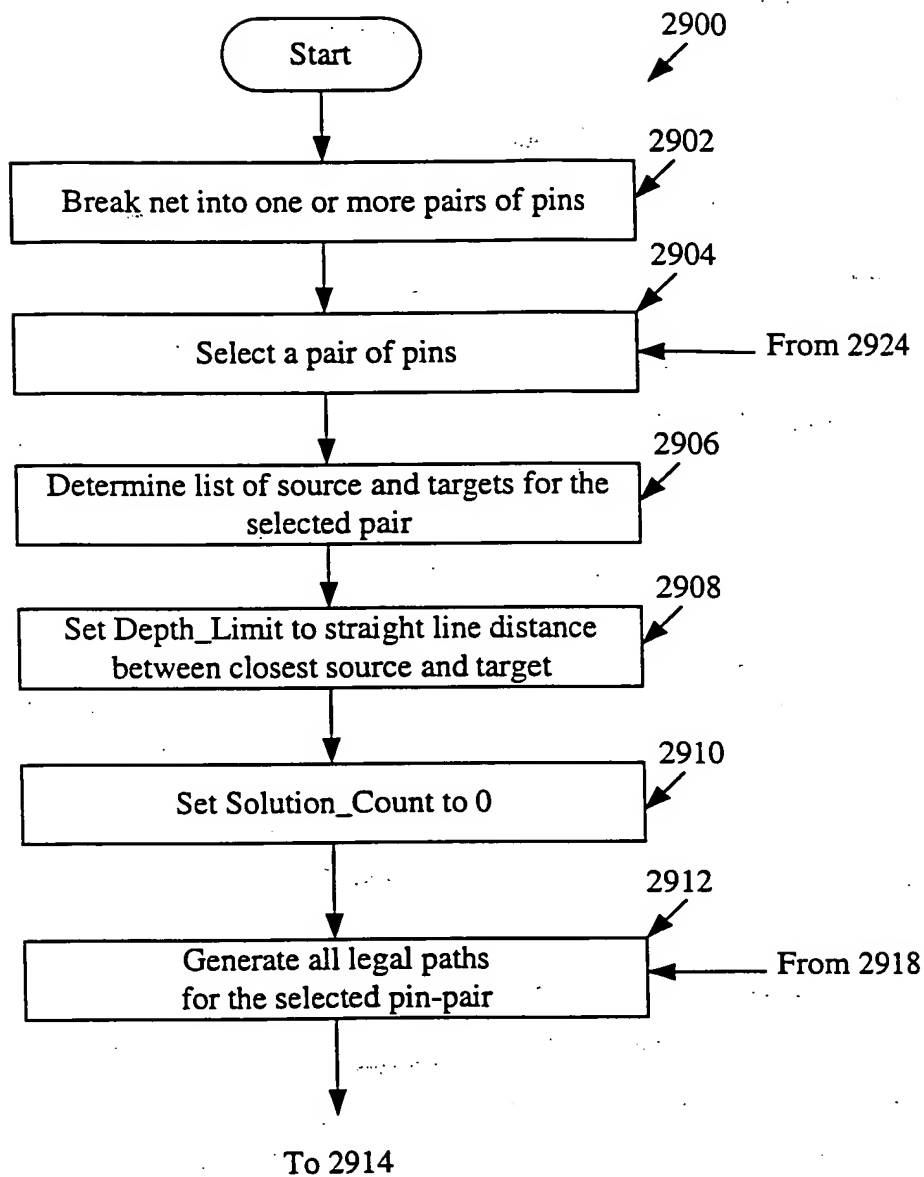 2900
Start
2902
Break net into one or more pairs of pins
2904
Select a pair of pins
From 2924
2906
Determine list of source and targets for the
selected pair
2908
Set Depth_Limit to straight line distance
between closest source and target
2910
Set Solution_Count to 0
2912
Generate all legal paths
for the selected pin-pair
From 2918
To 2914